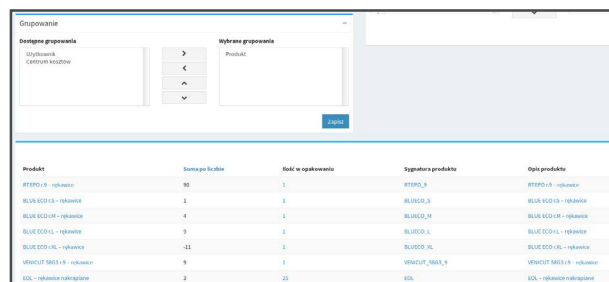 Grupowanie
Dostępne grupowania
Wybrane grupowania
Użytkownik
Centrum kosztów
Produkt
Zapisz
Produkt Suma po liczbie Ilość w opakowaniu Sygnatura produktu Opis produktu
RTEPO r.9 - rękawice 90 1 RTEPO_9 RTEPO r.9 - rękawice
BLUE ECO r.S – rękawice 1 1 BLUECO_S BLUE ECO r.S – rękawice
BLUE ECO r.M – rękawice 4 1 BLUECO_M BLUE ECO r.M – rękawice
BLUE ECO r.L – rękawice 9 1 BLUECO_L BLUE ECO r.L – rękawice
BLUE ECO r.XL – rękawice -11 1 BLUECO_XL BLUE ECO r.XL – rękawice
VENICUT 5803 r.9 - rękawice 9 1 VENICUT_5803_9 VENICUT 5803 r.9 - rękawice
EOL – rękawice nakrapiane 3 25 EOL EOL – rękawice nakrapiane